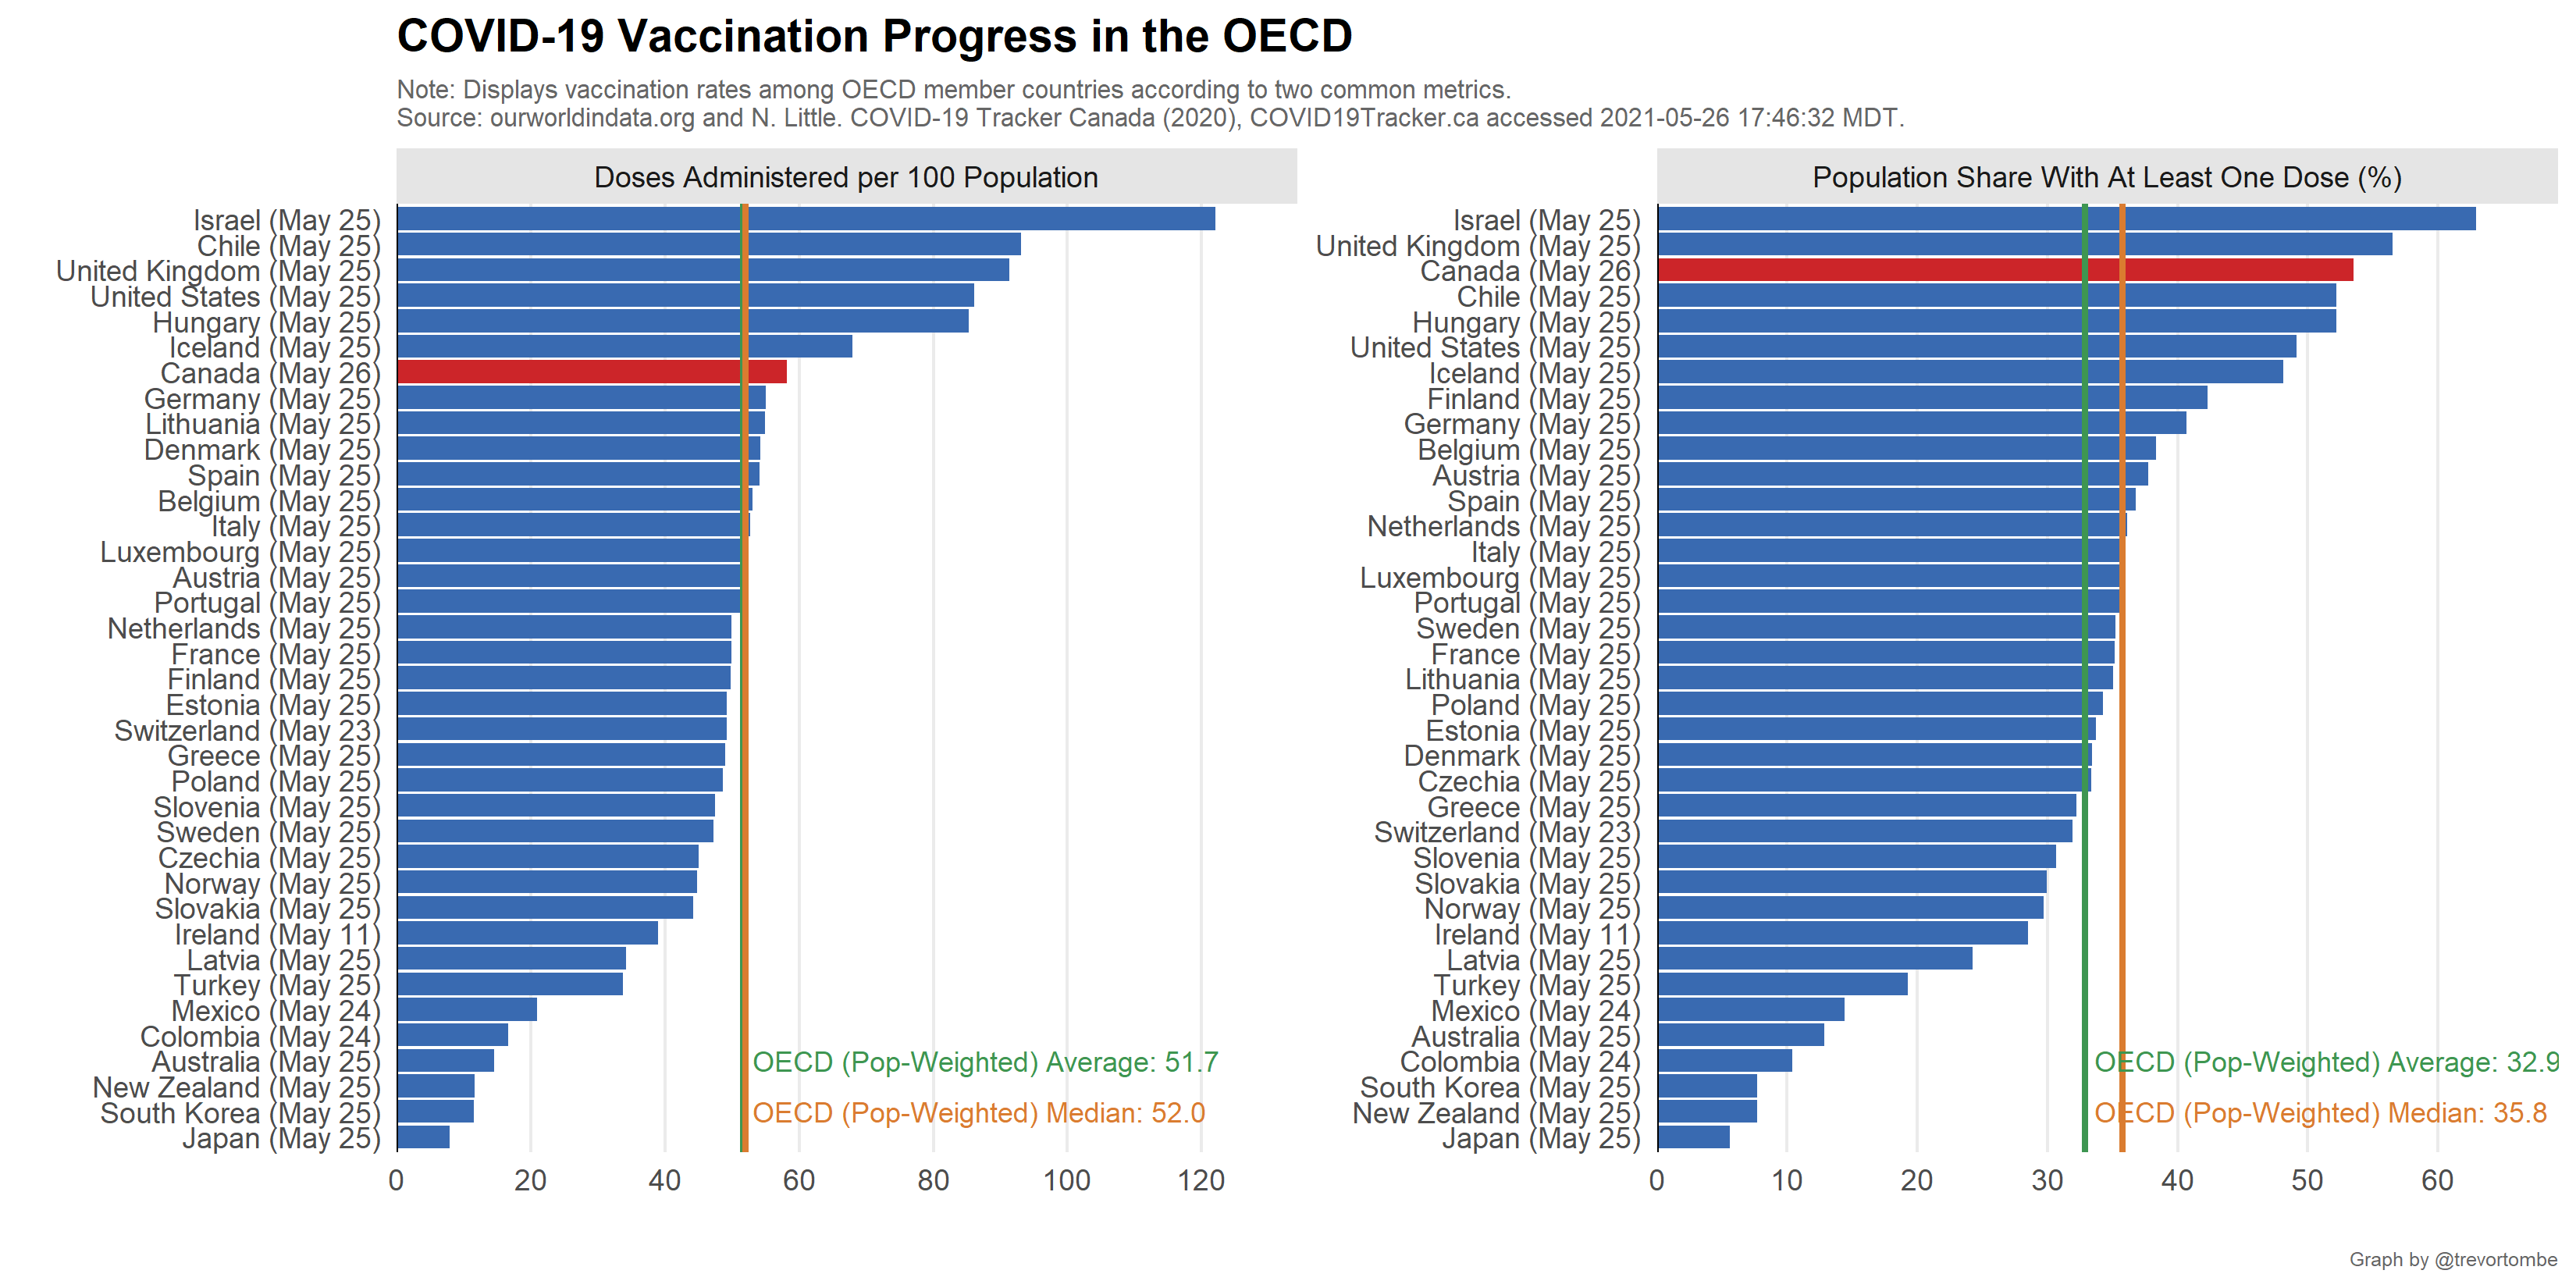 COVID-19 Vaccination Progress in the OECD
Note: Displays vaccination rates among OECD member countries according to two common metrics.
Source: ourworldindata.org and N. Little. COVID-19 Tracker Canada (2020), COVID19Tracker.ca accessed 2021-05-26 17:46:32 MDT.
Doses Administered per 100 Population
Israel (May 25)
Chile (May 25)
United Kingdom (May 25)
United States (May 25)
Hungary (May 25)
Iceland (May 25)
Canada (May 26)
Germany (May 25)
Lithuania (May 25)
Denmark (May 25)
Spain (May 25)
Belgium (May 25)
Italy (May 25)
Luxembourg (May 25)
Austria (May 25)
Portugal (May 25)
Netherlands (May 25)
France (May 25)
Finland (May 25)
Estonia (May 25)
Switzerland (May 23)
Greece (May 25)
Poland (May 25)
Slovenia (May 25)
Sweden (May 25)
Czechia (May 25)
Norway (May 25)
Slovakia (May 25)
Ireland (May 11)
Latvia (May 25)
Turkey (May 25)
Mexico (May 24)
Colombia (May 24)
Australia (May 25)
New Zealand (May 25)
South Korea (May 25)
Japan (May 25)
OECD (Pop-Weighted) Average: 51.7
OECD (Pop-Weighted) Median: 52.0
0 20 40 60 80 100 120
Population Share With At Least One Dose (%)
Israel (May 25)
United Kingdom (May 25)
Canada (May 26)
Chile (May 25)
Hungary (May 25)
United States (May 25)
Iceland (May 25)
Finland (May 25)
Germany (May 25)
Belgium (May 25)
Austria (May 25)
Spain (May 25)
Netherlands (May 25)
Italy (May 25)
Luxembourg (May 25)
Portugal (May 25)
Sweden (May 25)
France (May 25)
Lithuania (May 25)
Poland (May 25)
Estonia (May 25)
Denmark (May 25)
Czechia (May 25)
Greece (May 25)
Switzerland (May 23)
Slovenia (May 25)
Slovakia (May 25)
Norway (May 25)
Ireland (May 11)
Latvia (May 25)
Turkey (May 25)
Mexico (May 24)
Australia (May 25)
Colombia (May 24)
South Korea (May 25)
New Zealand (May 25)
Japan (May 25)
OECD (Pop-Weighted) Average: 32.9
OECD (Pop-Weighted) Median: 35.8
0 10 20 30 40 50 60
Graph by @trevortombe